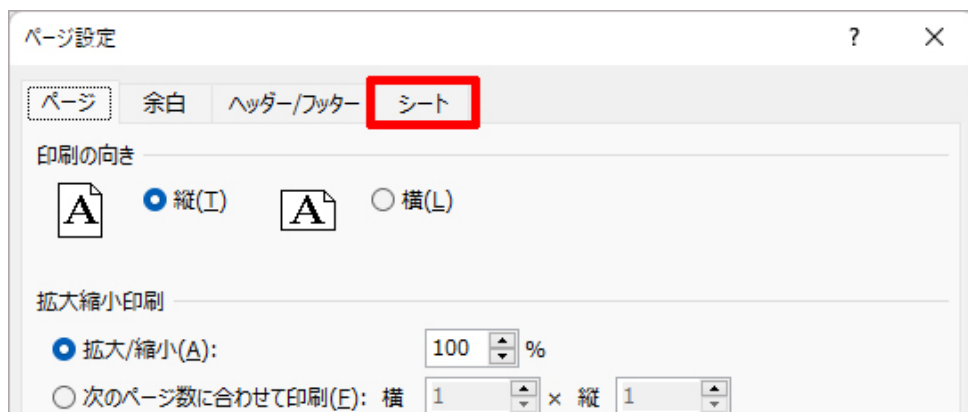 ページ設定 ? ×
ページ 余白 ヘッダー/フッター シート
印刷の向き
A 縦(T) A 横(L)
拡大縮小印刷
拡大/縮小(A): 100 %
次のページ数に合わせて印刷(F): 横 1 × 縦 1